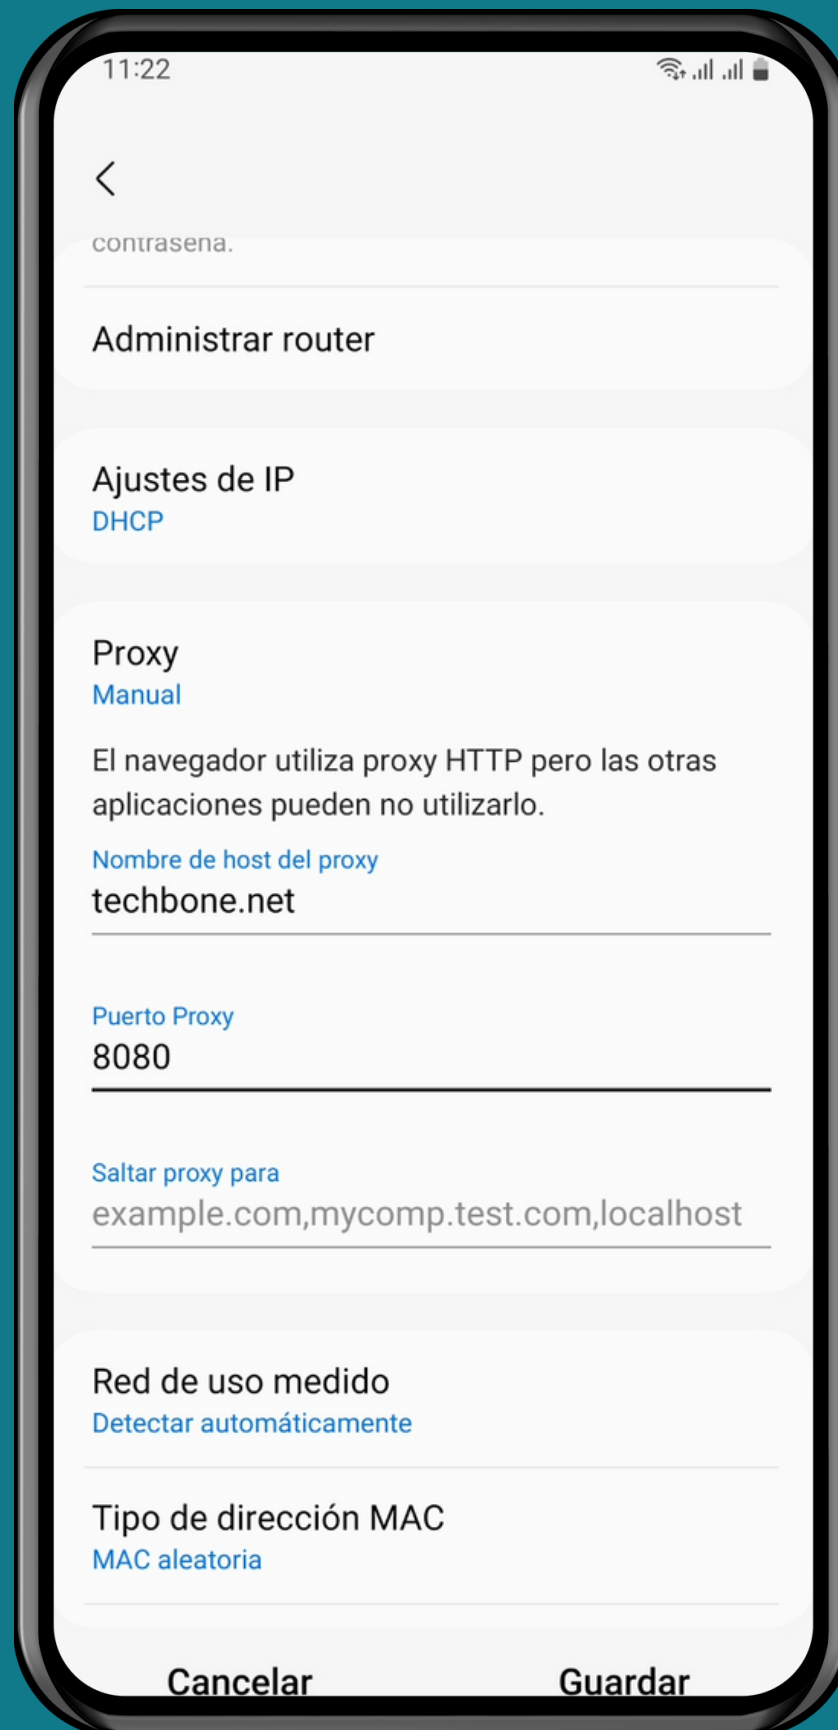 11:22
contraseña.
Administrar router
Ajustes de IP
DHCP
Proxy
Manual
El navegador utiliza proxy HTTP pero las otras
aplicaciones pueden no utilizarlo.
Nombre de host del proxy
techbone.net
Puerto Proxy
8080
Saltar proxy para
example.com,mycomp.test.com,localhost
Red de uso medido
Detectar automáticamente
Tipo de dirección MAC
MAC aleatoria
Cancelar Guardar